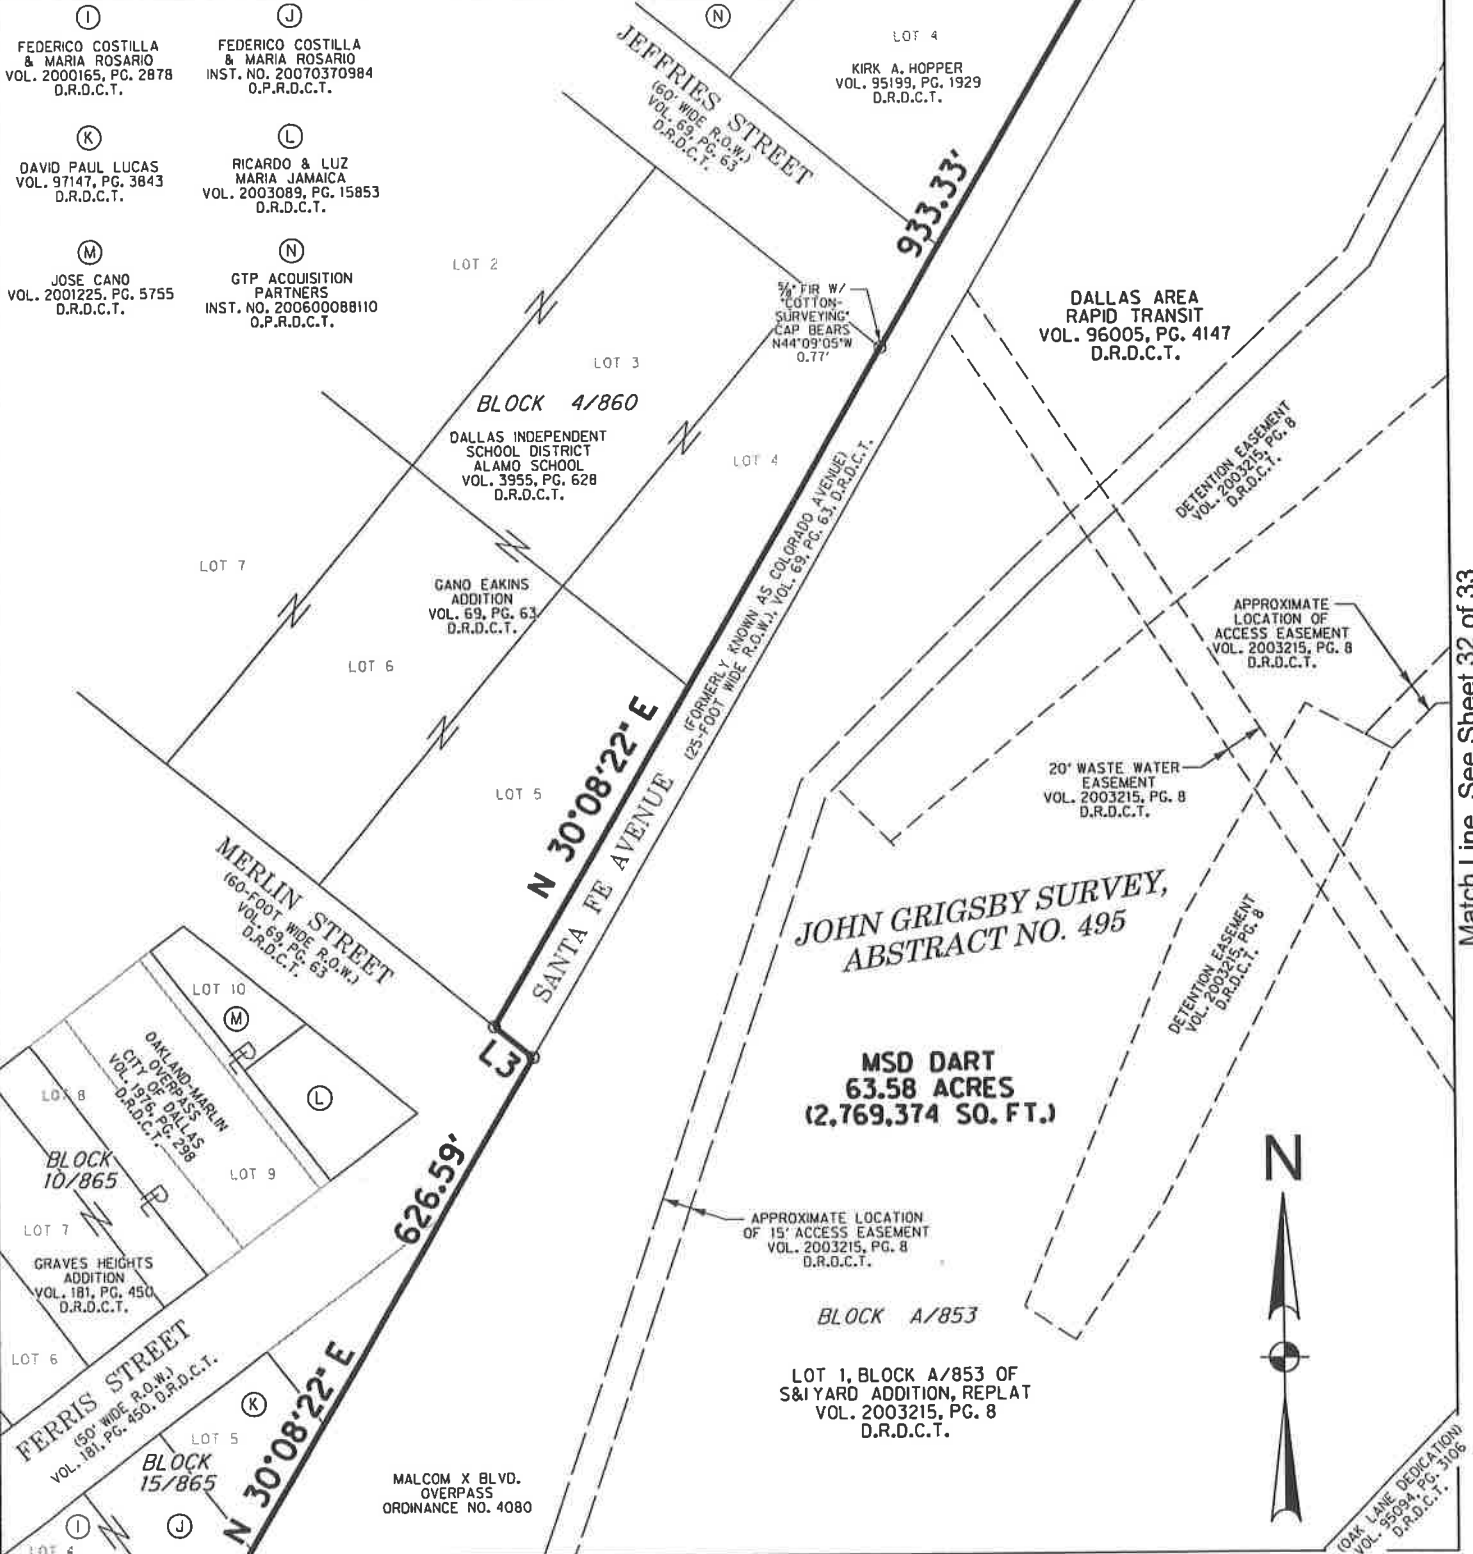 I
FEDERICO COSTILLA
& MARIA ROSARIO
VOL. 2000165, PG. 2878
D.R.D.C.T.
J
FEDERICO COSTILLA
& MARIA ROSARIO
INST. NO. 20070370984
O.P.R.D.C.T.
K
DAVID PAUL LUCAS
VOL. 97147, PG. 3843
D.R.D.C.T.
L
RICARDO & LUZ
MARIA JAMAICA
VOL. 2003089, PG. 15853
D.R.D.C.T.
M
JOSE CANO
VOL. 2001225, PG. 5755
D.R.D.C.T.
N
GTP ACQUISITION
PARTNERS
INST. NO. 200600088110
O.P.R.D.C.T.
N
LOT 4
KIRK A. HOPPER
VOL. 95199, PG. 1929
D.R.D.C.T.
JEFFRIES STREET
(60' WIDE R.O.W.)
VOL. 69, PG. 63
D.R.D.C.T.
933.33'
LOT 2
5/8" FIR W/
"COTTON-
SURVEYING"
CAP BEARS
N44°09'05"W
0.77'
DALLAS AREA
RAPID TRANSIT
VOL. 96005, PG. 4147
D.R.D.C.T.
LOT 3
BLOCK 4/860
DALLAS INDEPENDENT
SCHOOL DISTRICT
ALAMO SCHOOL
VOL. 3955, PG. 628
D.R.D.C.T.
LOT 4
DETENTION EASEMENT
VOL. 2003215, PG. 8
D.R.D.C.T.
LOT 7
GANO EAKINS
ADDITION
VOL. 69, PG. 63
D.R.D.C.T.
LOT 6
LOT 5
N 30°08'22" E
SANTA FE AVENUE
(FORMERLY KNOWN AS COLORADO AVENUE)
(25-FOOT WIDE R.O.W.), VOL. 69, PG. 63, D.R.D.C.T.
APPROXIMATE
LOCATION OF
ACCESS EASEMENT
VOL. 2003215, PG. 8
D.R.D.C.T.
20' WASTE WATER
EASEMENT
VOL. 2003215, PG. 8
D.R.D.C.T.
Match Line See Sheet 32 of 33
MERLIN STREET
(60-FOOT WIDE R.O.W.)
VOL. 69, PG. 63
D.R.D.C.T.
JOHN GRIGSBY SURVEY,
ABSTRACT NO. 495
DETENTION EASEMENT
VOL. 2003215, PG. 8
D.R.D.C.T.
LOT 10
M
L3
L
OAKLAND-MARLIN
OVERPASS
CITY OF DALLAS
VOL. 1976, PG. 298
D.R.D.C.T.
LOT 8
LOT 9
BLOCK
10/865
MSD DART
63.58 ACRES
(2,769,374 SQ. FT.)
N
626.59'
LOT 7
GRAVES HEIGHTS
ADDITION
VOL. 181, PG. 450
D.R.D.C.T.
APPROXIMATE LOCATION
OF 15' ACCESS EASEMENT
VOL. 2003215, PG. 8
D.R.D.C.T.
BLOCK A/853
LOT 6
FERRIS STREET
(50' WIDE R.O.W.)
VOL. 181, PG. 450, D.R.D.C.T.
N 30°08'22" E
LOT 1, BLOCK A/853 OF
S&I YARD ADDITION, REPLAT
VOL. 2003215, PG. 8
D.R.D.C.T.
K
LOT 5
BLOCK
15/865
MALCOM X BLVD.
OVERPASS
ORDINANCE NO. 4080
I
J
LOT 4
(OAK LANE DEDICATION)
VOL. 95094, PG. 3106
D.R.D.C.T.